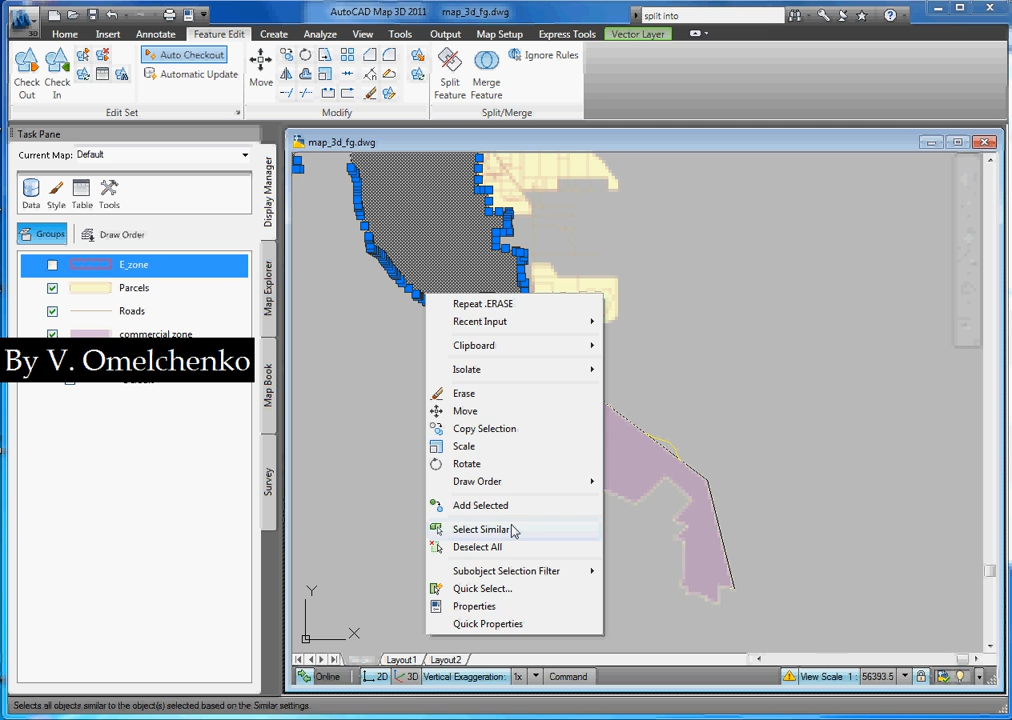 AutoCAD Map 3D 2011 map_3d_fg.dwg
split into
3D
Home Insert Annotate Feature Edit Create Analyze View Tools Output Map Setup Express Tools Vector Layer
Auto Checkout
Automatic Update
Ignore Rules
Check Out
Check In
Move
Split Feature
Merge Feature
Edit Set
Modify
Split/Merge
Task Pane
Current Map: Default
Data Style Table Tools
Groups
Draw Order
E_zone
Parcels
Roads
commercial zone
By V. Omelchenko
Display Manager
Map Explorer
Map Book
Survey
map_3d_fg.dwg
Repeat .ERASE
Recent Input
Clipboard
Isolate
Erase
Move
Copy Selection
Scale
Rotate
Draw Order
Add Selected
Select Similar
Deselect All
Subobject Selection Filter
Quick Select...
Properties
Quick Properties
Y
X
Layout1 Layout2
Online 2D 3D Vertical Exaggeration: 1x Command View Scale 1 : 56393.5
Selects all objects similar to the object(s) selected based on the Similar settings.